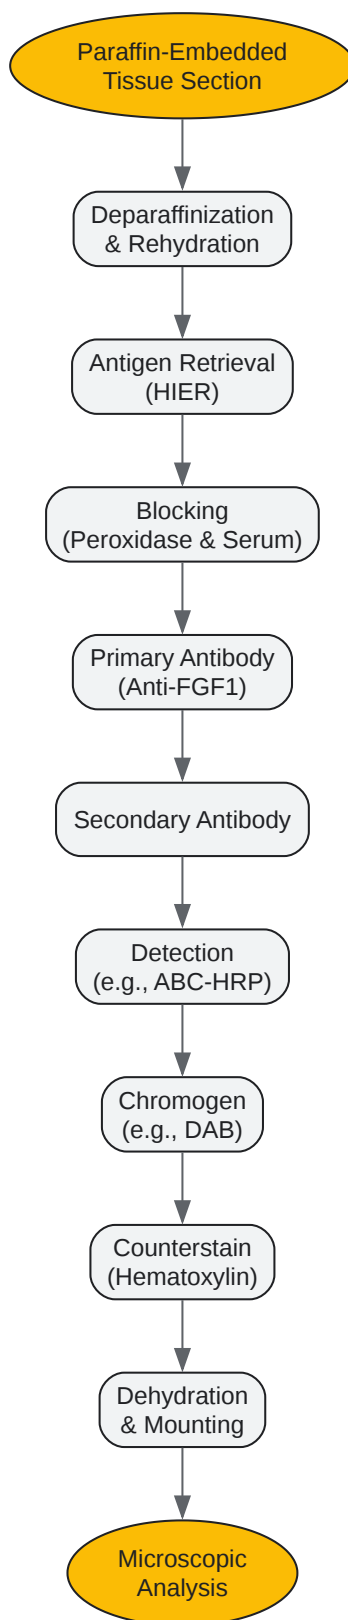 Paraffin-Embedded
Tissue Section
Deparaffinization
& Rehydration
Antigen Retrieval
(HIER)
Blocking
(Peroxidase & Serum)
Primary Antibody
(Anti-FGF1)
Secondary Antibody
Detection
(e.g., ABC-HRP)
Chromogen
(e.g., DAB)
Counterstain
(Hematoxylin)
Dehydration
& Mounting
Microscopic
Analysis